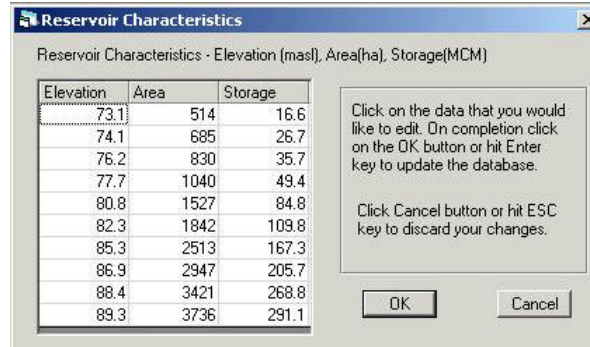 Reservoir Characteristics
Reservoir Characteristics - Elevation (masl), Area(ha), Storage(MCM)
Elevation Area Storage
73.1 514 16.6
74.1 685 26.7
76.2 830 35.7
77.7 1040 49.4
80.8 1527 84.8
82.3 1842 109.8
85.3 2513 167.3
86.9 2947 205.7
88.4 3421 268.8
89.3 3736 291.1
Click on the data that you would
like to edit. On completion click
on the OK button or hit Enter
key to update the database.
Click Cancel button or hit ESC
key to discard your changes.
OK Cancel